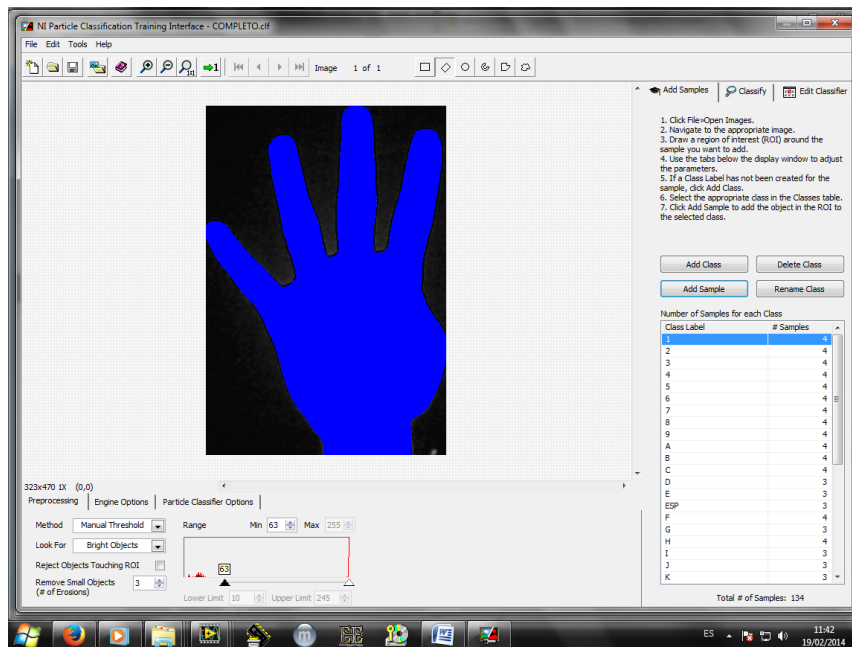 NI Particle Classification Training Interface - COMPLETO.clf
File Edit Tools Help
Image 1 of 1
Add Samples Classify Edit Classifier
1. Click File»Open Images.
2. Navigate to the appropriate image.
3. Draw a region of interest (ROI) around the
sample you want to add.
4. Use the tabs below the display window to adjust
the parameters.
5. If a Class Label has not been created for the
sample, click Add Class.
6. Select the appropriate class in the Classes table.
7. Click Add Sample to add the object in the ROI to
the selected class.
Add Class Delete Class
Add Sample Rename Class
Number of Samples for each Class
Class Label # Samples
1 4
2 4
3 4
4 4
5 4
6 4
7 4
8 4
9 4
A 4
B 4
C 4
D 3
E 3
ESP 3
F 4
G 3
H 4
I 3
J 3
K 3
Total # of Samples: 134
323x470 1X (0,0)
Preprocessing Engine Options Particle Classifier Options
Method Manual Threshold Range Min 63 Max 255
Look For Bright Objects
63
Reject Objects Touching ROI
Remove Small Objects 3
(# of Erosions)
Lower Limit 10 Upper Limit 245
ES 11:42
19/02/2014